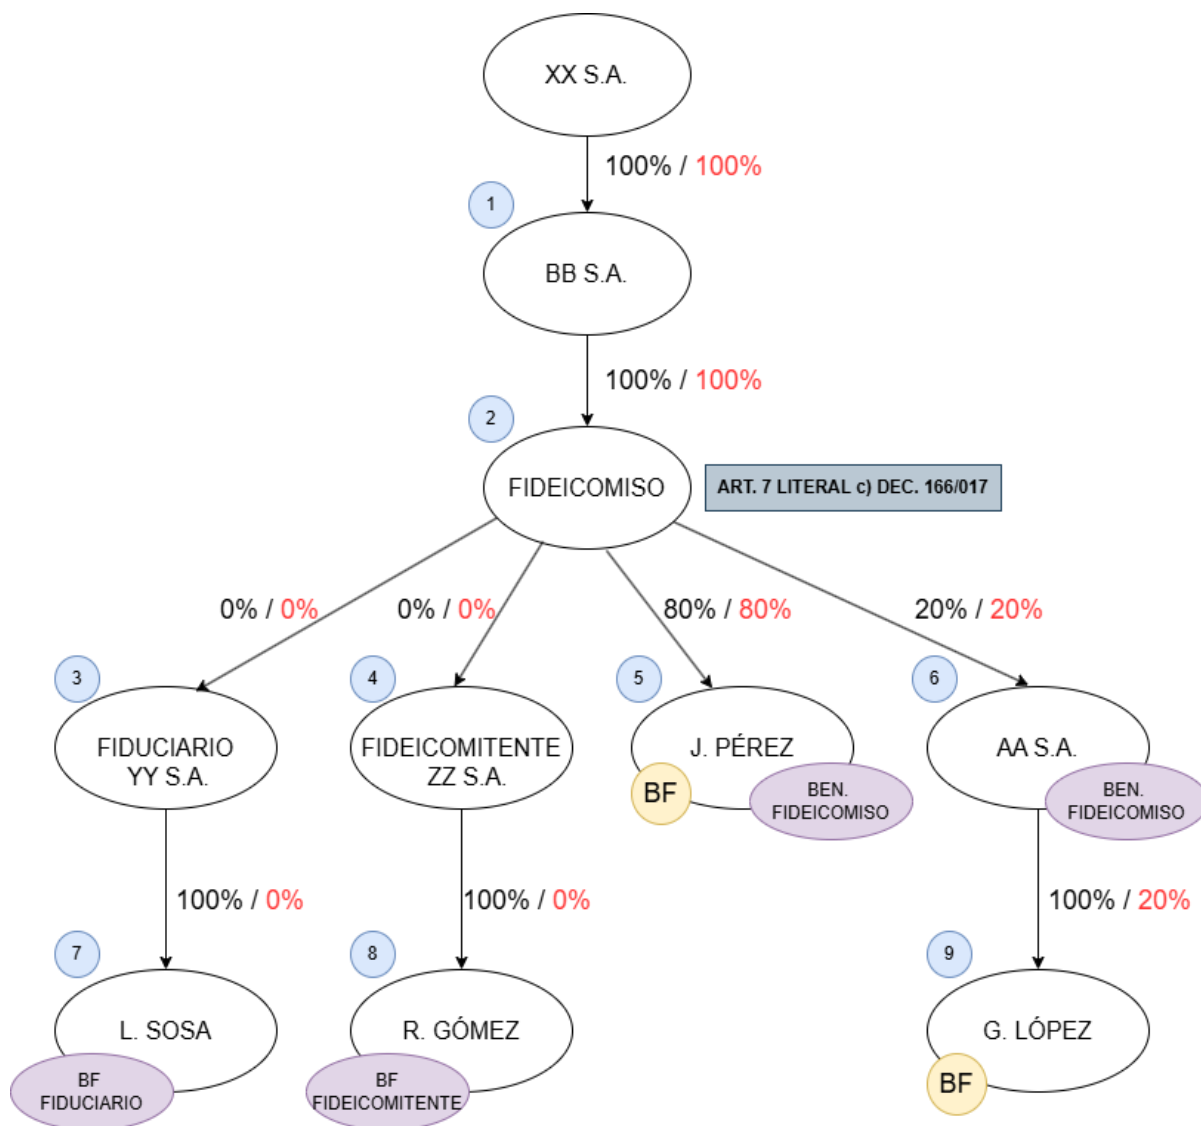 XX S.A.
100% / 100%
1
BB S.A.
100% / 100%
2
FIDEICOMISO
ART. 7 LITERAL c) DEC. 166/017
0% / 0%
0% / 0%
80% / 80%
20% / 20%
3
4
5
6
FIDUCIARIO
YY S.A.
FIDEICOMITENTE
ZZ S.A.
J. PÉREZ
BF
BEN.
FIDEICOMISO
AA S.A.
BEN.
FIDEICOMISO
100% / 0%
100% / 0%
100% / 20%
7
8
9
L. SOSA
BF
FIDUCIARIO
R. GÓMEZ
BF
FIDEICOMITENTE
G. LÓPEZ
BF